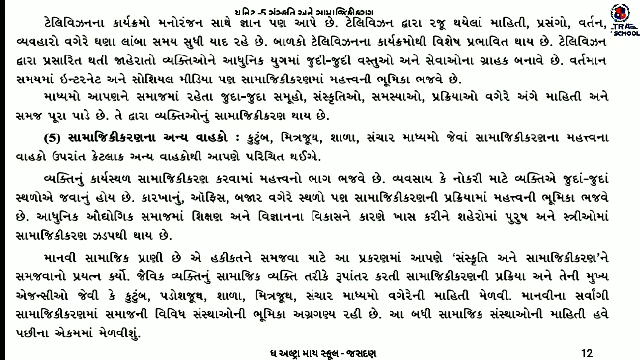 યુનિટ -5 સંસ્કૃતિ અને સામાજિકીકરણ
ટેલિવિઝનના કાર્યક્રમો મનોરંજન સાથે જ્ઞાન પણ આપે છે. ટેલિવિઝન દ્વારા રજૂ થયેલાં માહિતી, પ્રસંગો, વર્તન,
વ્યવહારો વગેરે ઘણા લાંબા સમય સુધી યાદ રહે છે. બાળકો ટેલિવિઝનના કાર્યક્રમોથી વિશેષ પ્રભાવિત થાય છે. ટેલિવિઝન
દ્વારા પ્રસારિત થતી જાહેરાતો વ્યક્તિઓને આધુનિક યુગમાં જુદી-જુદી વસ્તુઓ અને સેવાઓના ગ્રાહક બનાવે છે. વર્તમાન
સમયમાં ઇન્ટરનેટ અને સોશિયલ મીડિયા પણ સામાજિકીકરણમાં મહત્ત્વની ભૂમિકા ભજવે છે.
માધ્યમો આપણને સમાજમાં રહેતા જુદા-જુદા સમૂહો, સંસ્કૃતિઓ, સમસ્યાઓ, પ્રક્રિયાઓ વગેરે અંગે માહિતી અને
સમજ પૂરા પાડે છે. તે દ્વારા વ્યક્તિઓનું સામાજિકીકરણ થાય છે.
(5) સામાજિકીકરણના અન્ય વાહકો : કુટુંબ, મિત્રજૂથ, શાળા, સંચાર માધ્યમો જેવાં સામાજિકીકરણના મહત્ત્વના
વાહકો ઉપરાંત કેટલાક અન્ય વાહકોથી આપણે પરિચિત થઈએ.
વ્યક્તિનું કાર્યસ્થળ સામાજિકીકરણ કરવામાં મહત્ત્વનો ભાગ ભજવે છે. વ્યવસાય કે નોકરી માટે વ્યક્તિએ જુદાં-જુદાં
સ્થળોએ જવાનું હોય છે. કારખાનું, ઑફિસ, બજાર વગેરે સ્થળો પણ સામાજિકીકરણની પ્રક્રિયામાં મહત્ત્વની ભૂમિકા ભજવે
છે. આધુનિક ઔદ્યોગિક સમાજમાં શિક્ષણ અને વિજ્ઞાનના વિકાસને કારણે ખાસ કરીને શહેરોમાં પુરુષ અને સ્ત્રીઓમાં
સામાજિકીકરણ ઝડપથી થાય છે.
માનવી સામાજિક પ્રાણી છે એ હકીકતને સમજવા માટે આ પ્રકરણમાં આપણે 'સંસ્કૃતિ અને સામાજિકીકરણ'ને
સમજવાનો પ્રયત્ન કર્યો. જૈવિક વ્યક્તિનું સામાજિક વ્યક્તિ તરીકે રૂપાંતર કરતી સામાજિકીકરણની પ્રક્રિયા અને તેની મુખ્ય
એજન્સીઓ જેવી કે કુટુંબ, પડોશજૂથ, શાળા, મિત્રજૂથ, સંચાર માધ્યમો વગેરેની માહિતી મેળવી. માનવીના સર્વાંગી
સામાજિકીકરણમાં સમાજની વિવિધ સંસ્થાઓની ભૂમિકા અગ્રગણ્ય રહી છે. આ બધી સામાજિક સંસ્થાઓની માહિતી હવે
પછીના એકમમાં મેળવીશું.
ધ અલ્ટ્રા માય સ્કૂલ - જસદણ 12